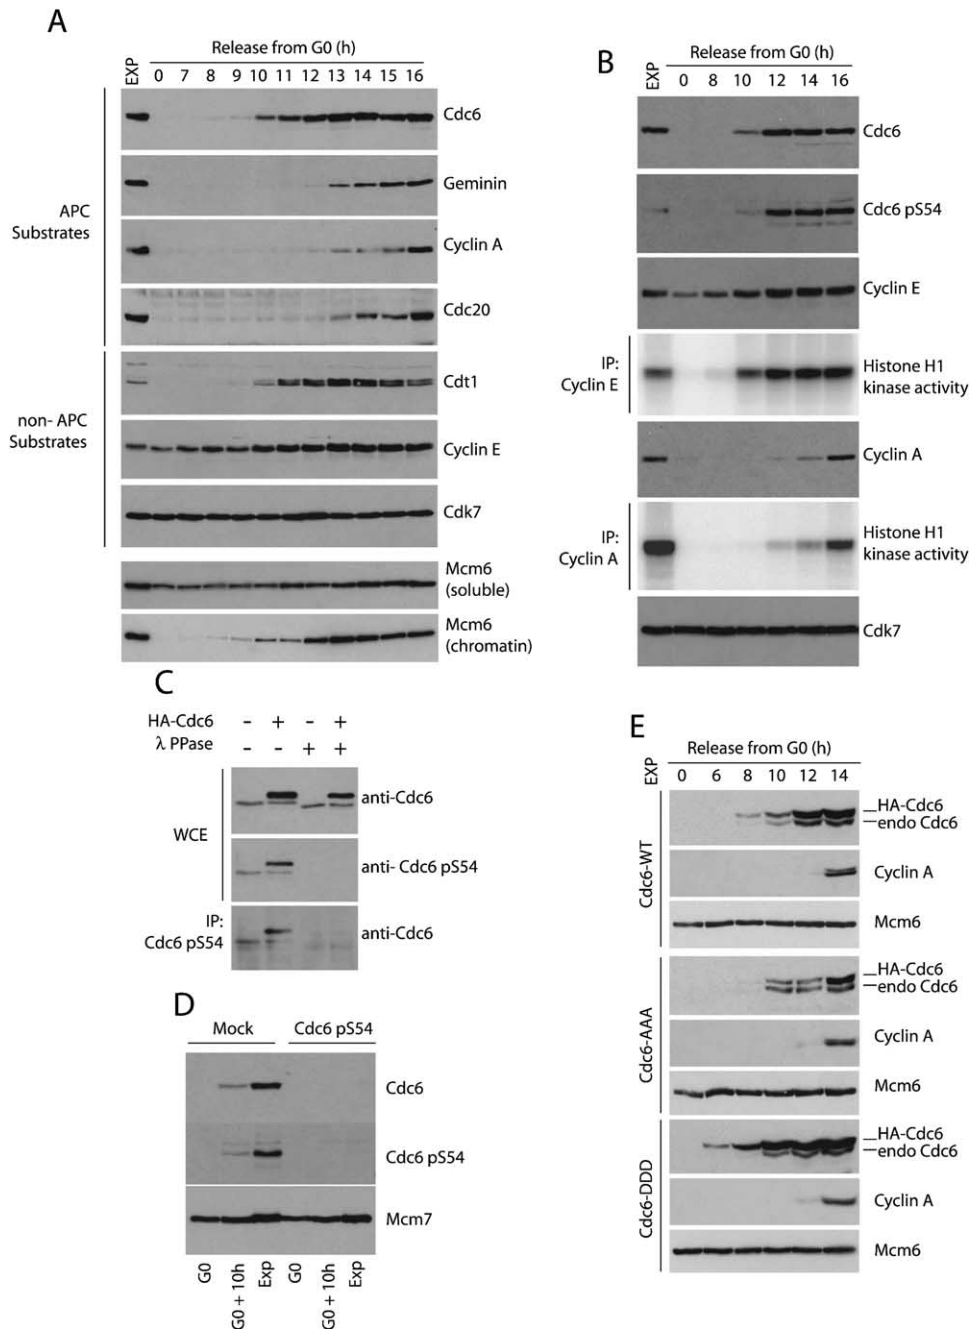 A
Release from G0 (h)
EXP 0 7 8 9 10 11 12 13 14 15 16
APC
Substrates
Cdc6
Geminin
Cyclin A
Cdc20
non- APC
Substrates
Cdt1
Cyclin E
Cdk7
Mcm6
(soluble)
Mcm6
(chromatin)
B
Release from G0 (h)
EXP 0 8 10 12 14 16
Cdc6
Cdc6 pS54
Cyclin E
IP:
Cyclin E
Histone H1
kinase activity
Cyclin A
IP:
Cyclin A
Histone H1
kinase activity
Cdk7
C
HA-Cdc6 - + - +
λ PPase - - + +
WCE
anti-Cdc6
anti- Cdc6 pS54
IP:
Cdc6 pS54
anti-Cdc6
D
Mock Cdc6 pS54
Cdc6
Cdc6 pS54
Mcm7
G0 G0 + 10h Exp G0 G0 + 10h Exp
E
Release from G0 (h)
EXP 0 6 8 10 12 14
Cdc6-WT
HA-Cdc6
endo Cdc6
Cyclin A
Mcm6
Cdc6-AAA
HA-Cdc6
endo Cdc6
Cyclin A
Mcm6
Cdc6-DDD
HA-Cdc6
endo Cdc6
Cyclin A
Mcm6